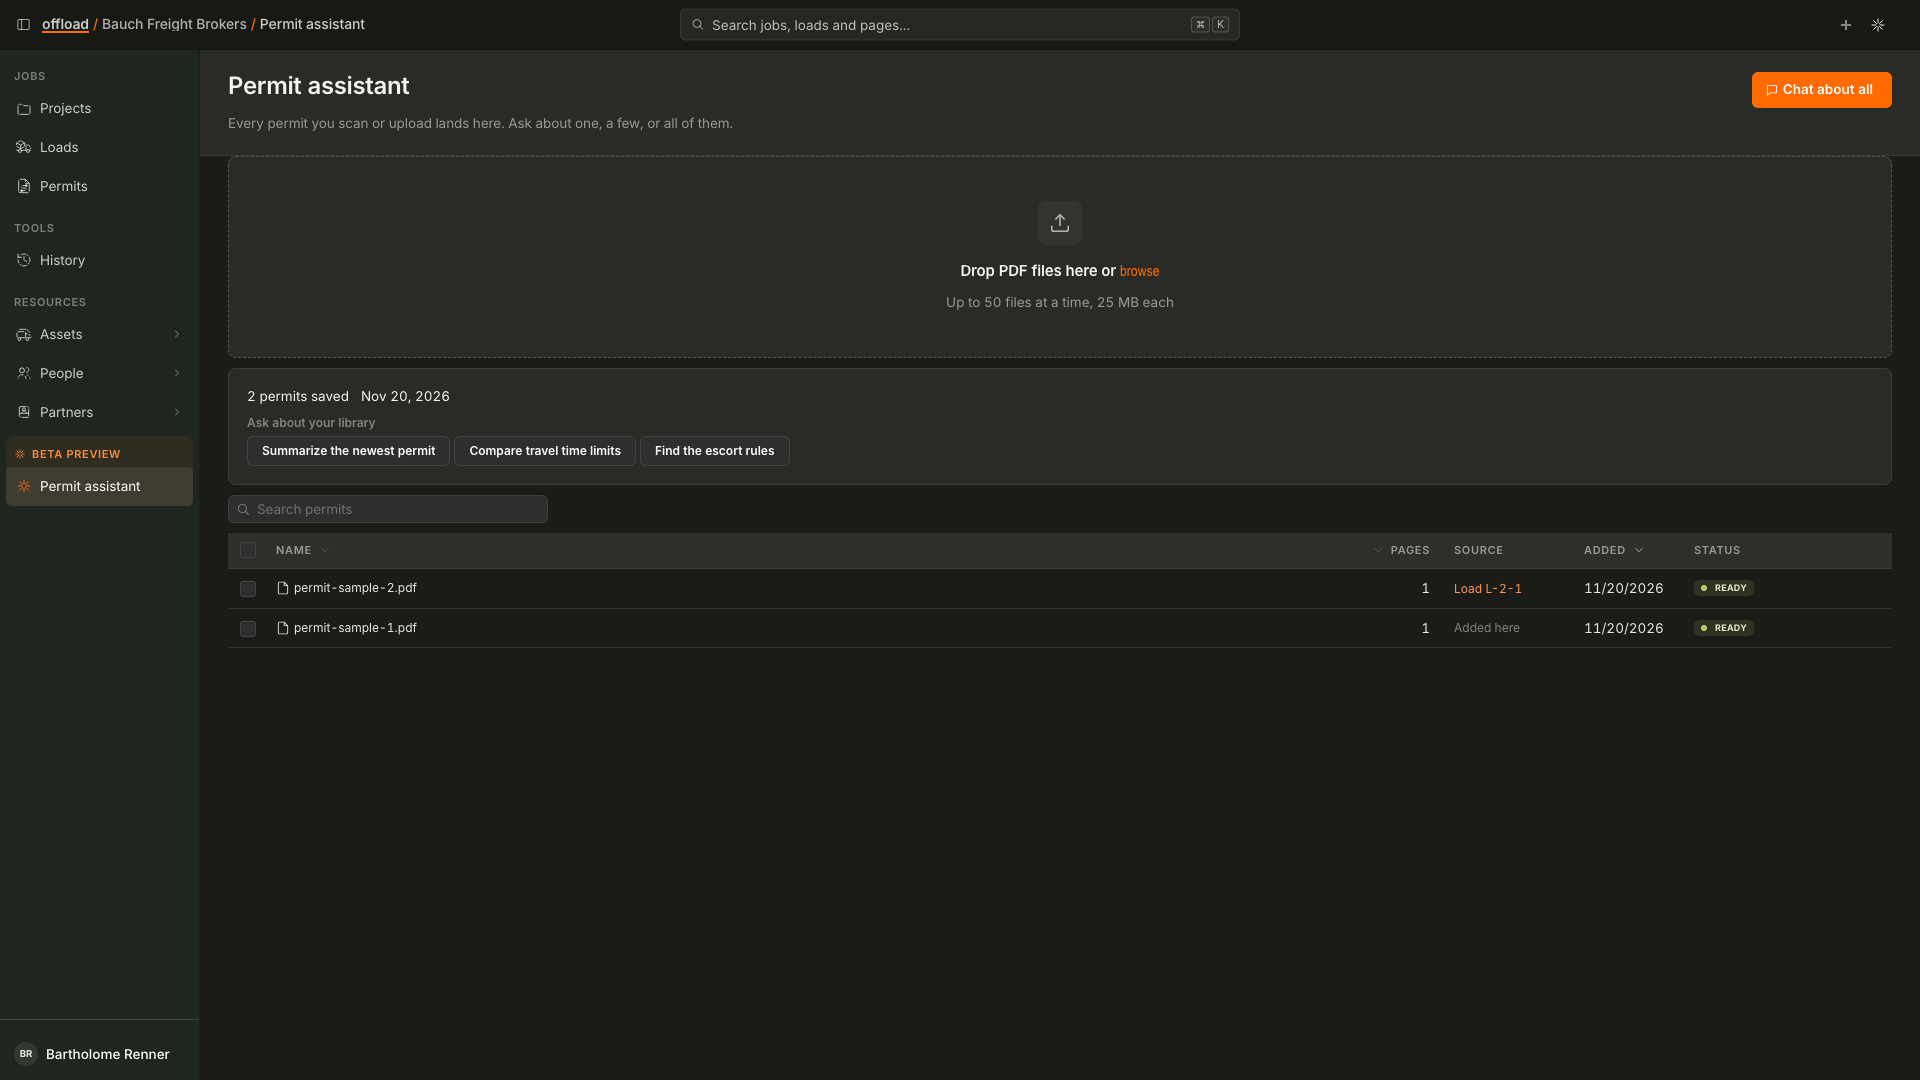 offload / Bauch Freight Brokers / Permit assistant
Search jobs, loads and pages... ⌘ K
JOBS
Projects
Loads
Permits
TOOLS
History
RESOURCES
Assets
People
Partners
BETA PREVIEW
Permit assistant
BR Bartholome Renner
Permit assistant
Every permit you scan or upload lands here. Ask about one, a few, or all of them.
Chat about all
Drop PDF files here or browse
Up to 50 files at a time, 25 MB each
2 permits saved Nov 20, 2026
Ask about your library
Summarize the newest permit Compare travel time limits Find the escort rules
Search permits
NAME PAGES SOURCE ADDED STATUS
permit-sample-2.pdf 1 Load L-2-1 11/20/2026 READY
permit-sample-1.pdf 1 Added here 11/20/2026 READY